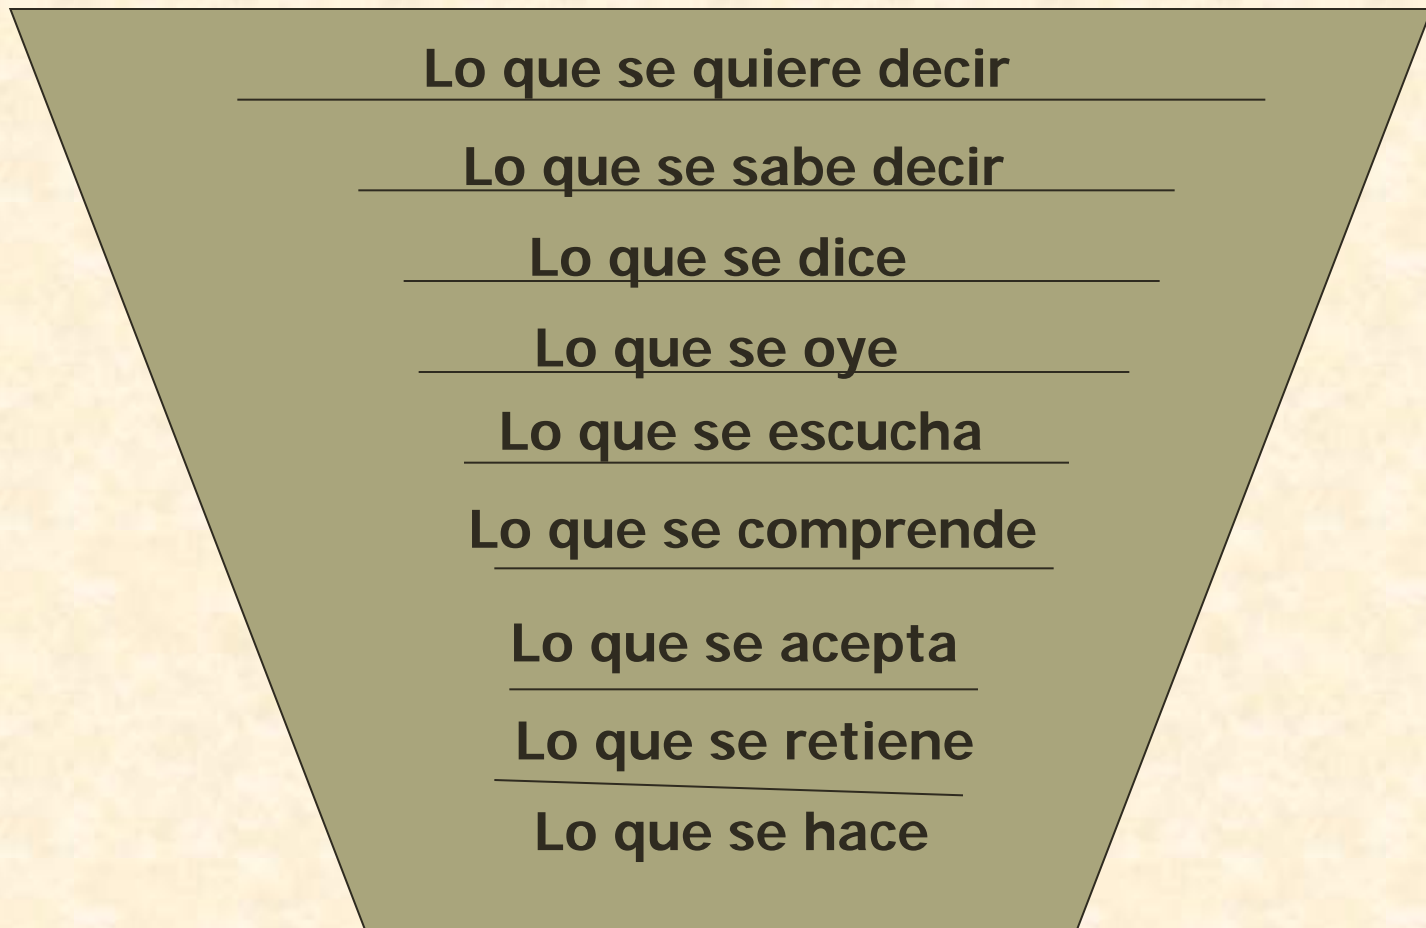 Lo que se quiere decir
Lo que se sabe decir
Lo que se dice
Lo que se oye
Lo que se escucha
Lo que se comprende
Lo que se acepta
Lo que se retiene
Lo que se hace